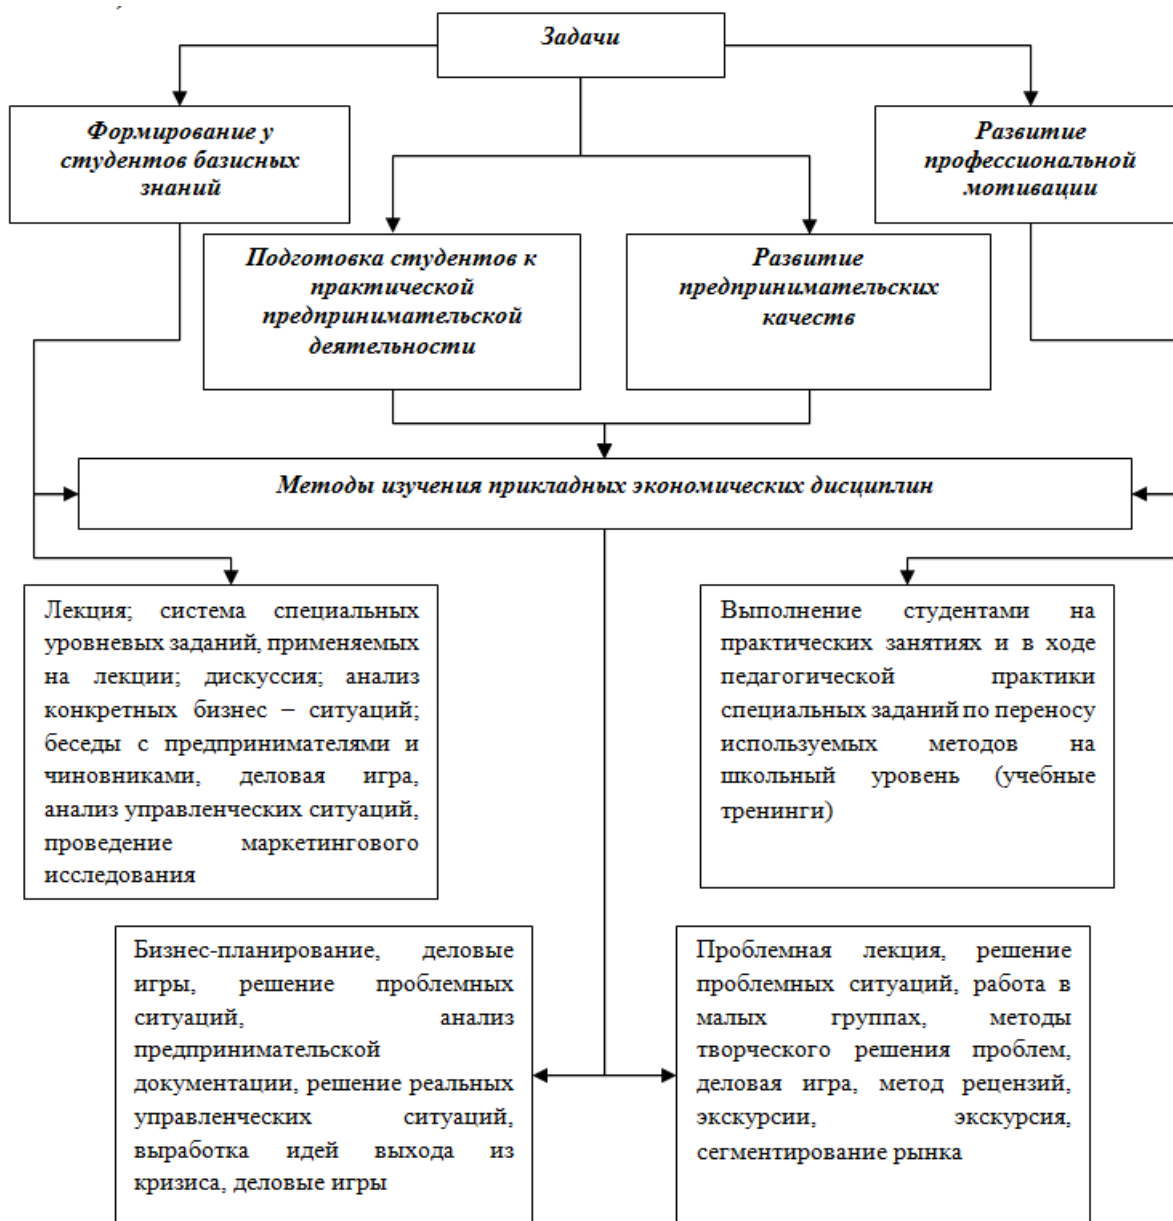 Задачи
Формирование у
студентов базисных
знаний
Развитие
профессиональной
мотивации
Подготовка студентов к
практической
предпринимательской
деятельности
Развитие
предпринимательских
качеств
Методы изучения прикладных экономических дисциплин
Лекция; система специальных
уровневых заданий, применяемых
на лекции; дискуссия; анализ
конкретных бизнес – ситуаций;
беседы с предпринимателями и
чиновниками, деловая игра,
анализ управленческих ситуаций,
проведение маркетингового
исследования
Выполнение студентами на
практических занятиях и в ходе
педагогической практики
специальных заданий по переносу
используемых методов на
школьный уровень (учебные
тренинги)
Бизнес-планирование, деловые
игры, решение проблемных
ситуаций, анализ
предпринимательской
документации, решение реальных
управленческих ситуаций,
выработка идей выхода из
кризиса, деловые игры
Проблемная лекция, решение
проблемных ситуаций, работа в
малых группах, методы
творческого решения проблем,
деловая игра, метод рецензий,
экскурсии, экскурсия,
сегментирование рынка